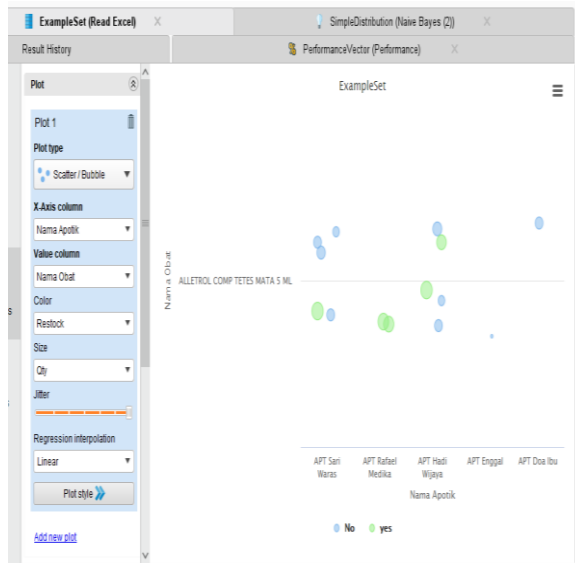 ExampleSet (Read Excel)
SimpleDistribution (Naive Bayes (2))
Result History
PerformanceVector (Performance)
Plot
Plot 1
Plot type
Scatter / Bubble
X-Axis column
Nama Apotik
Value column
Nama Obat
Color
Restock
Size
Qty
Jitter
Regression interpolation
Linear
Plot style
Add new plot
ExampleSet
Nama Obat
ALLETROL COMP TETES MATA 5 ML
APT Sari
Waras
APT Rafael
Medika
APT Hadi
Wijaya
APT Enggal
APT Doa Ibu
Nama Apotik
No
yes